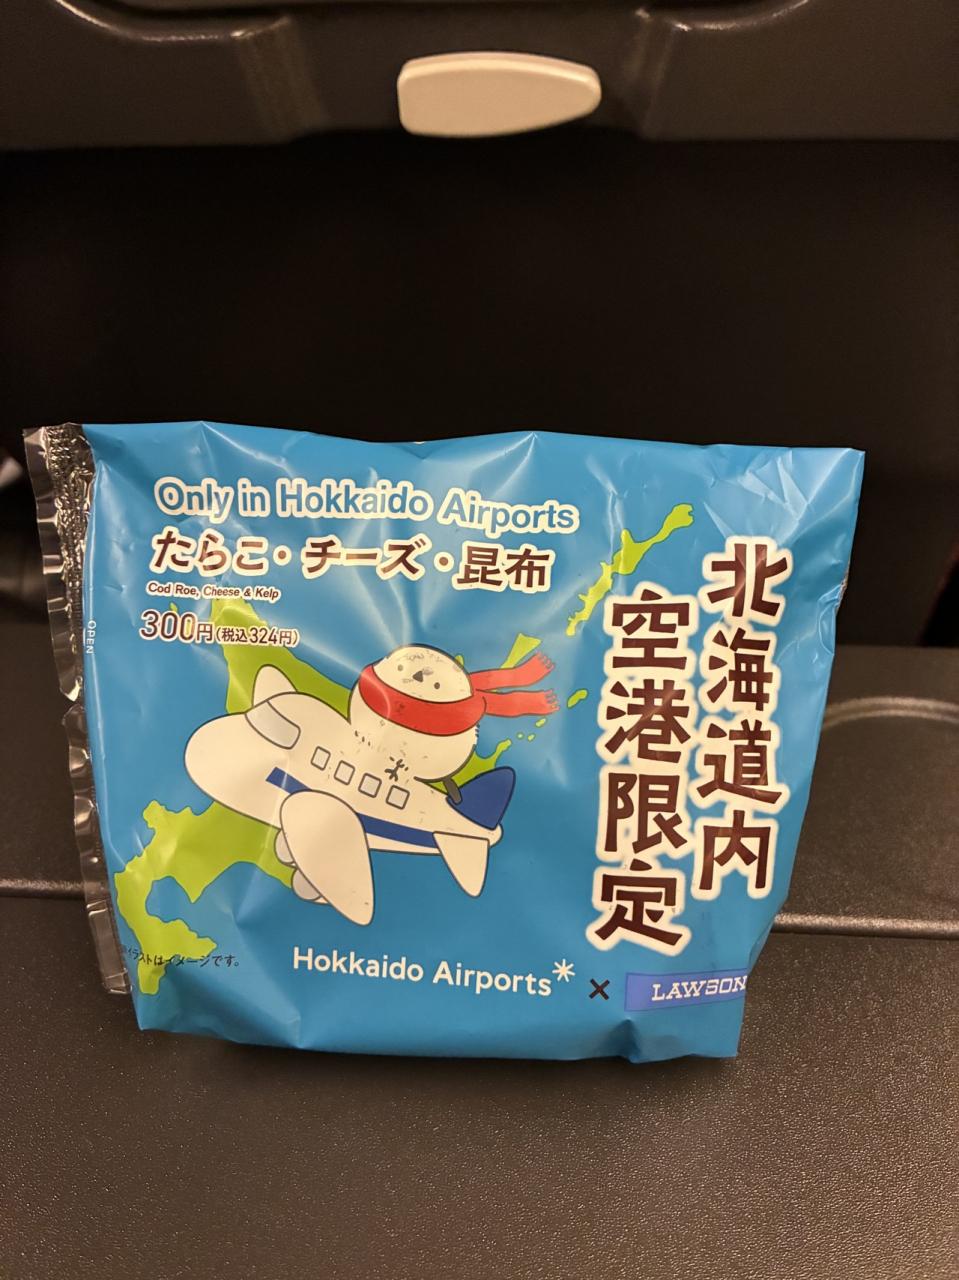 Only in Hokkaido Airports
たらこ・チーズ・昆布
Cod Roe, Cheese & Kelp
300円(税込324円)
OPEN
北海道内
空港限定
イラストはイメージです。
Hokkaido Airports
×
LAWSON